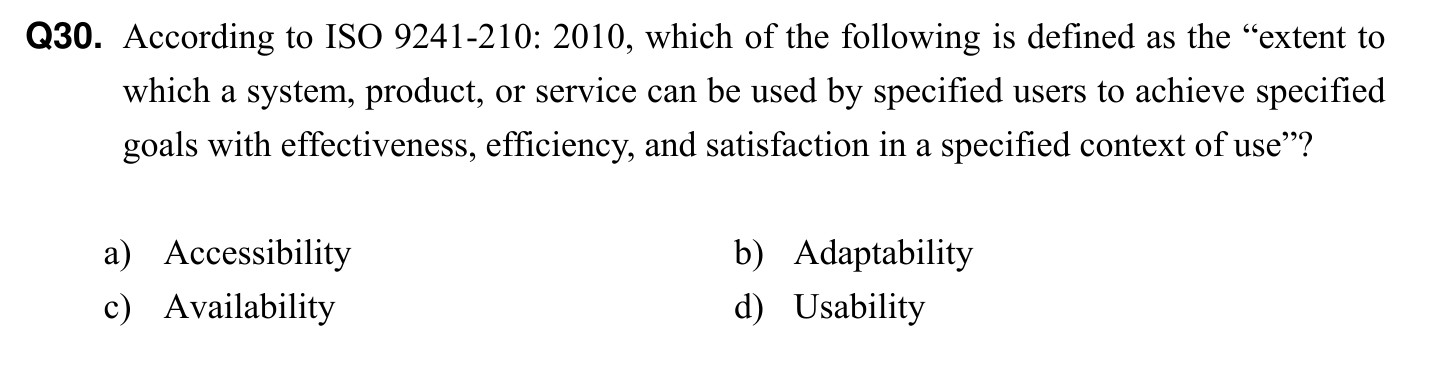 Q30. According to ISO 9241-210: 2010, which of the following is defined as the “extent to
which a system, product, or service can be used by specified users to achieve specified
goals with effectiveness, efficiency, and satisfaction in a specified context of use”?
a) Accessibility b) Adaptability
c) Availability d) Usability